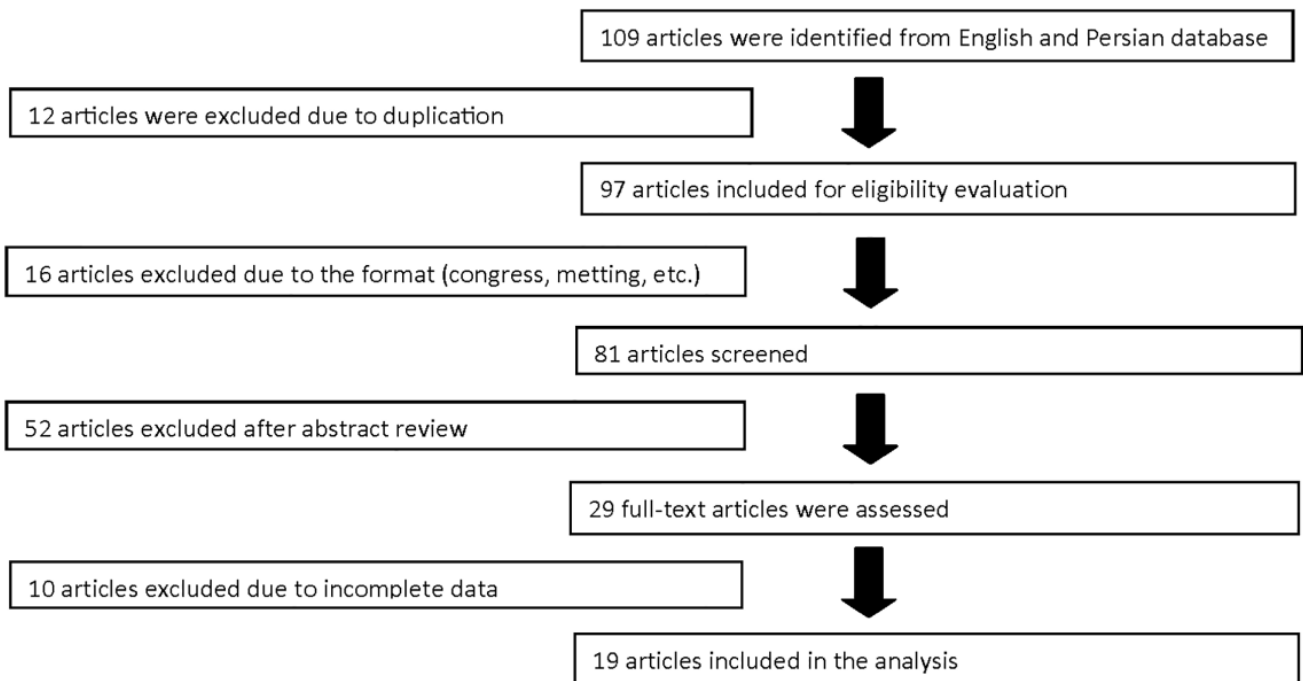 109 articles were identified from English and Persian database
12 articles were excluded due to duplication
97 articles included for eligibility evaluation
16 articles excluded due to the format (congress, metting, etc.)
81 articles screened
52 articles excluded after abstract review
29 full-text articles were assessed
10 articles excluded due to incomplete data
19 articles included in the analysis